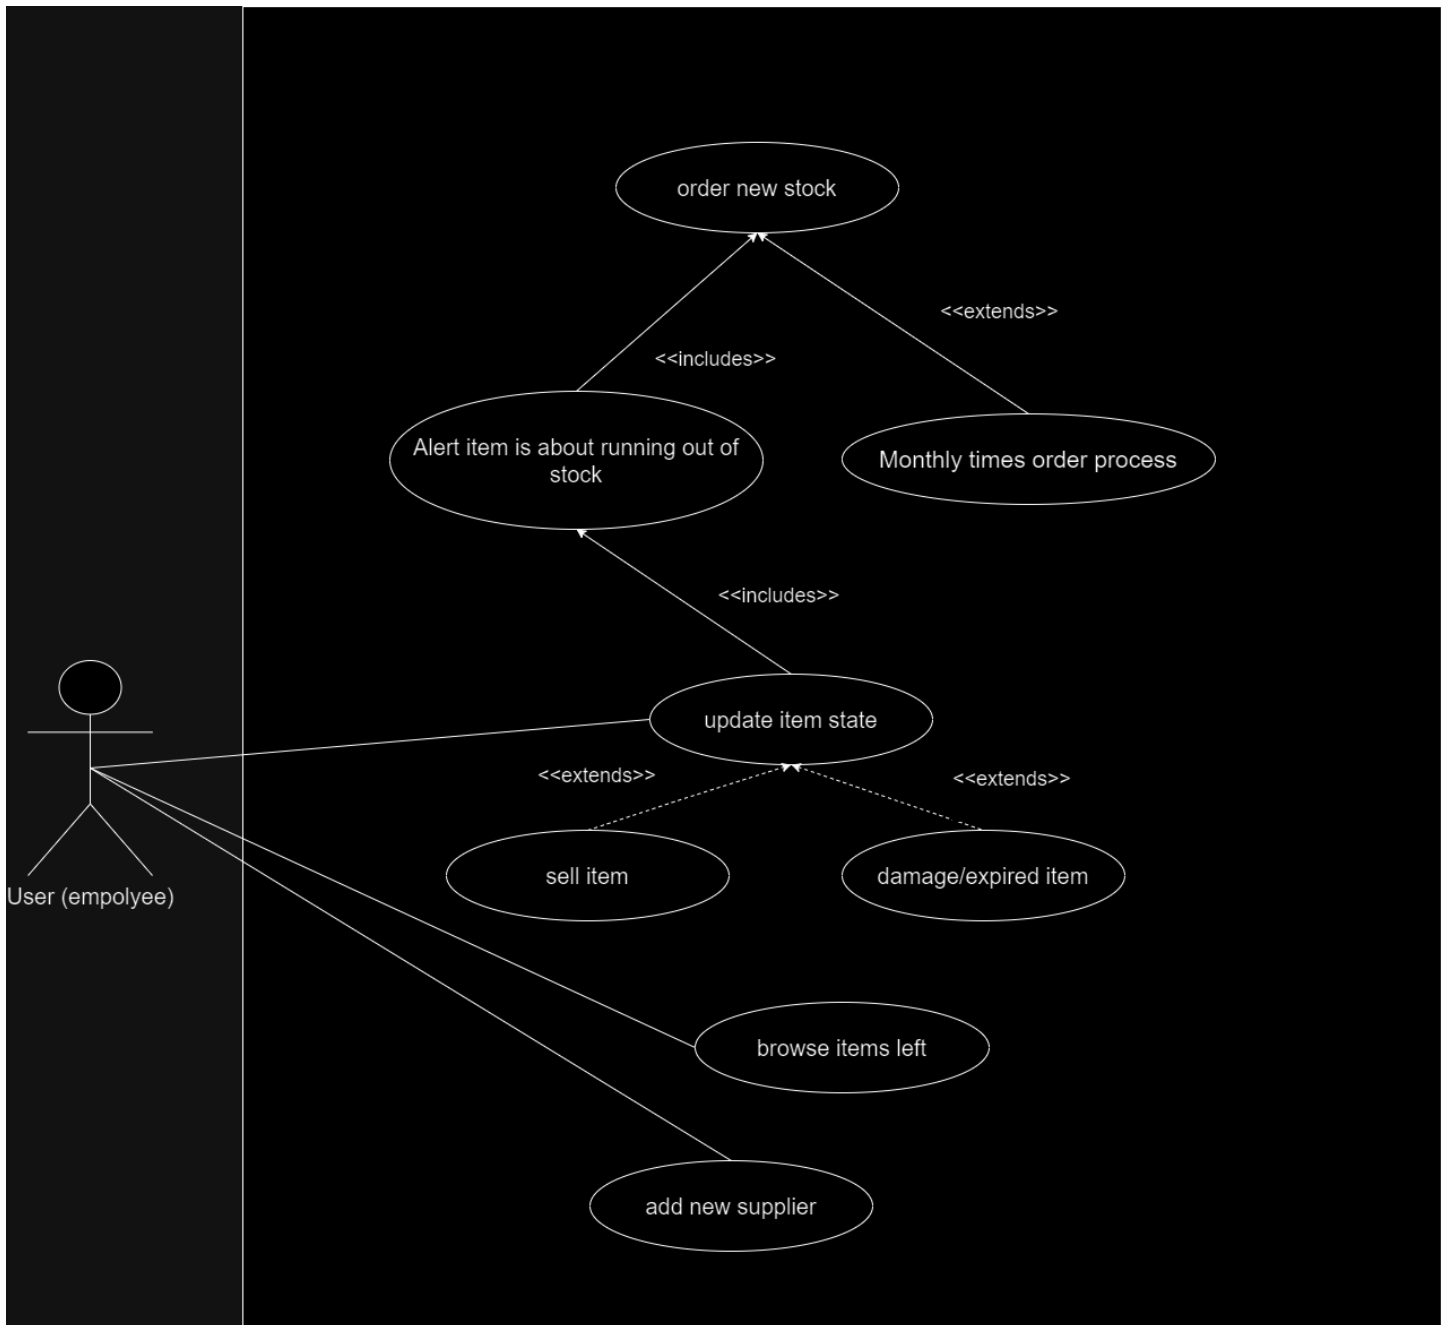 order new stock
<<extends>>
<<includes>>
Alert item is about running out of
stock
Monthly times order process
<<includes>>
update item state
<<extends>>
<<extends>>
sell item
damage/expired item
User (empolyee)
browse items left
add new supplier